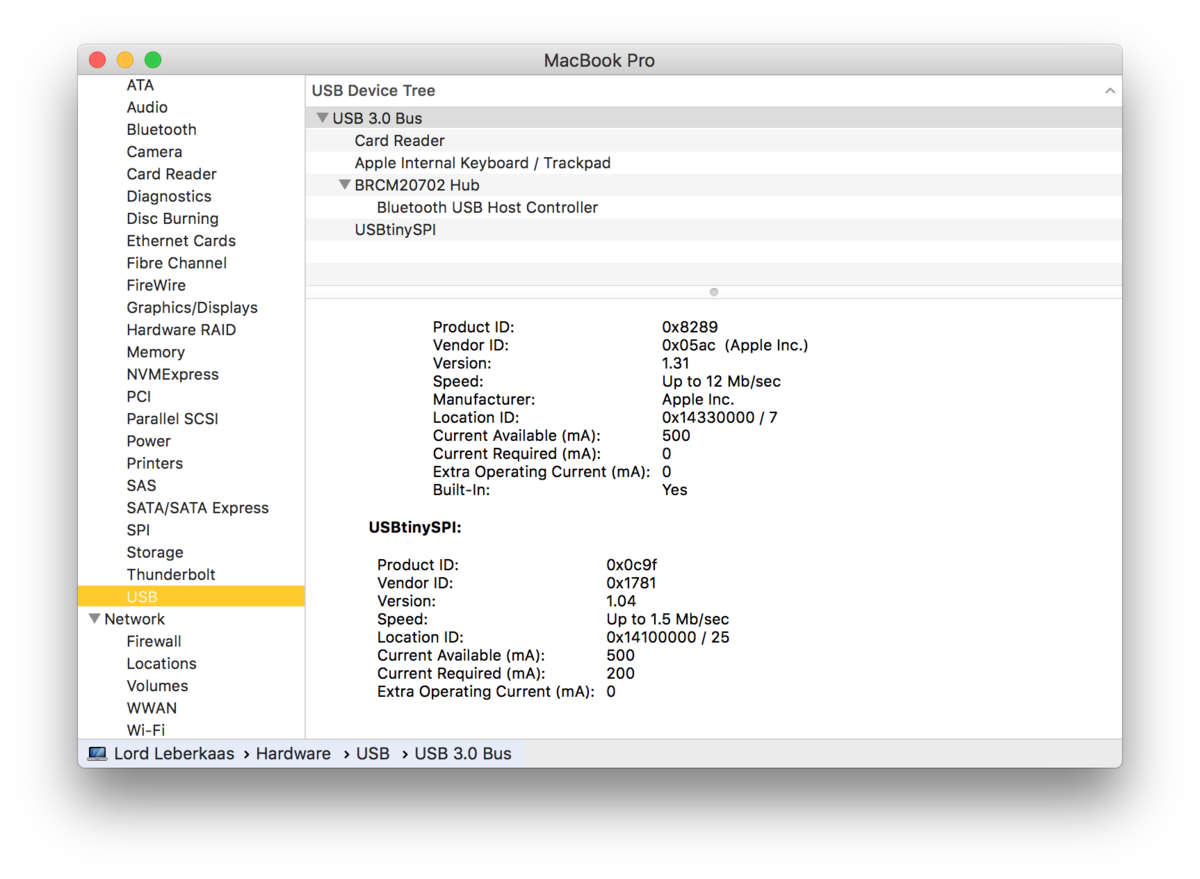 MacBook Pro
ATA
Audio
Bluetooth
Camera
Card Reader
Diagnostics
Disc Burning
Ethernet Cards
Fibre Channel
FireWire
Graphics/Displays
Hardware RAID
Memory
NVMExpress
PCI
Parallel SCSI
Power
Printers
SAS
SATA/SATA Express
SPI
Storage
Thunderbolt
USB
Network
Firewall
Locations
Volumes
WWAN
Wi-Fi
USB Device Tree
USB 3.0 Bus
Card Reader
Apple Internal Keyboard / Trackpad
BRCM20702 Hub
Bluetooth USB Host Controller
USBtinySPI
Product ID: 0x8289
Vendor ID: 0x05ac (Apple Inc.)
Version: 1.31
Speed: Up to 12 Mb/sec
Manufacturer: Apple Inc.
Location ID: 0x14330000 / 7
Current Available (mA): 500
Current Required (mA): 0
Extra Operating Current (mA): 0
Built-In: Yes
USBtinySPI:
Product ID: 0x0c9f
Vendor ID: 0x1781
Version: 1.04
Speed: Up to 1.5 Mb/sec
Location ID: 0x14100000 / 25
Current Available (mA): 500
Current Required (mA): 200
Extra Operating Current (mA): 0
Lord Leberkaas › Hardware › USB › USB 3.0 Bus